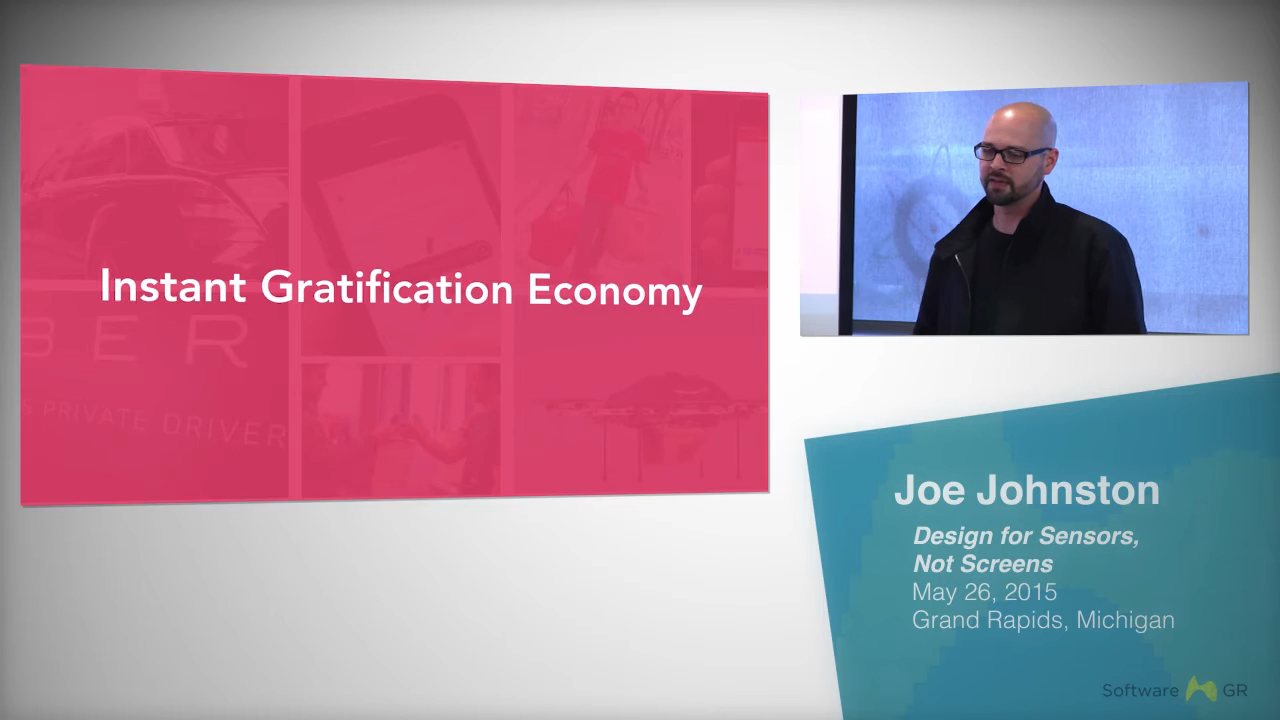 Instant Gratification Economy
BER
PRIVATE DRIVER
Joe Johnston
Design for Sensors,
Not Screens
May 26, 2015
Grand Rapids, Michigan
Software GR